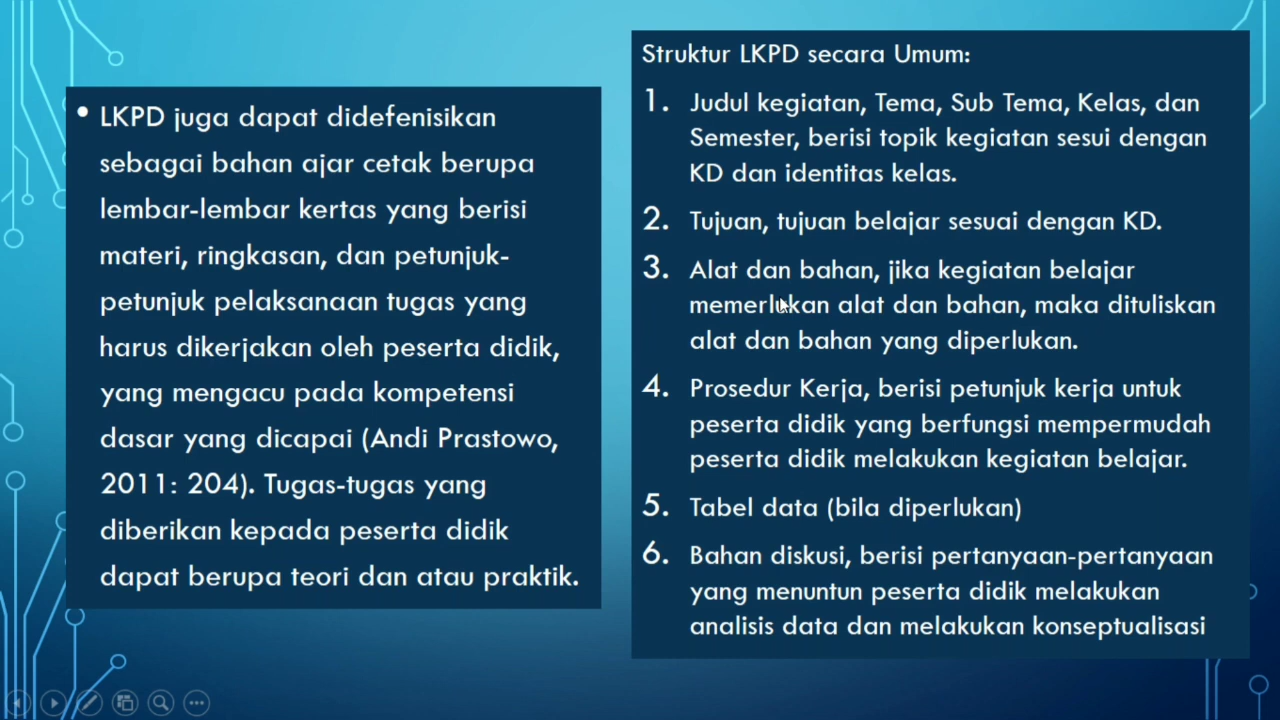 • LKPD juga dapat didefenisikan
sebagai bahan ajar cetak berupa
lembar-lembar kertas yang berisi
materi, ringkasan, dan petunjuk-
petunjuk pelaksanaan tugas yang
harus dikerjakan oleh peserta didik,
yang mengacu pada kompetensi
dasar yang dicapai (Andi Prastowo,
2011: 204). Tugas-tugas yang
diberikan kepada peserta didik
dapat berupa teori dan atau praktik.
Struktur LKPD secara Umum:
1. Judul kegiatan, Tema, Sub Tema, Kelas, dan
Semester, berisi topik kegiatan sesui dengan
KD dan identitas kelas.
2. Tujuan, tujuan belajar sesuai dengan KD.
3. Alat dan bahan, jika kegiatan belajar
memerlukan alat dan bahan, maka dituliskan
alat dan bahan yang diperlukan.
4. Prosedur Kerja, berisi petunjuk kerja untuk
peserta didik yang berfungsi mempermudah
peserta didik melakukan kegiatan belajar.
5. Tabel data (bila diperlukan)
6. Bahan diskusi, berisi pertanyaan-pertanyaan
yang menuntun peserta didik melakukan
analisis data dan melakukan konseptualisasi